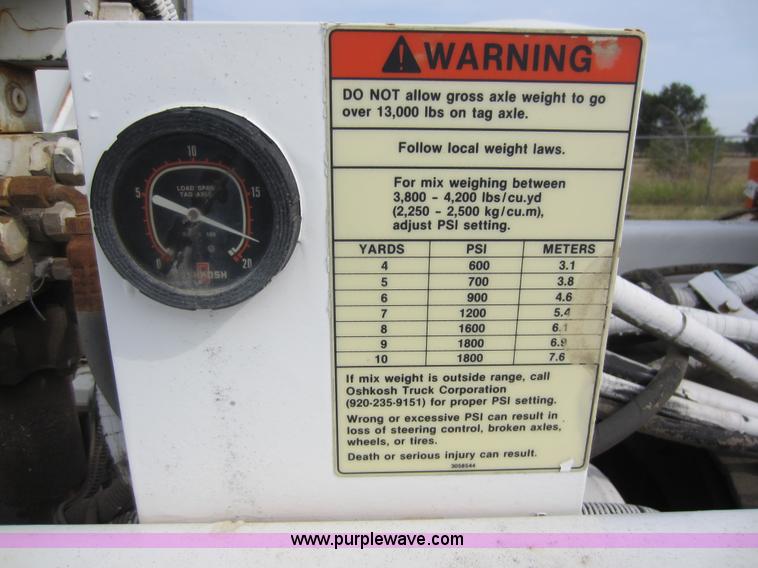 WARNING
DO NOT allow gross axle weight to go
over 13,000 lbs on tag axle.
Follow local weight laws.
For mix weighing between
3,800 - 4,200 lbs/cu.yd
(2,250 - 2,500 kg/cu.m),
adjust PSI setting.
YARDS PSI METERS
4 600 3.1
5 700 3.8
6 900 4.6
7 1200 5.4
8 1600 6.1
9 1800 6.9
10 1800 7.6
If mix weight is outside range, call
Oshkosh Truck Corporation
(920-235-9151) for proper PSI setting.
Wrong or excessive PSI can result in
loss of steering control, broken axles,
wheels, or tires.
Death or serious injury can result.
3058544
10
5 15
LOAD SPAN
TAG AXLE
0 20
OSHKOSH
www.purplewave.com